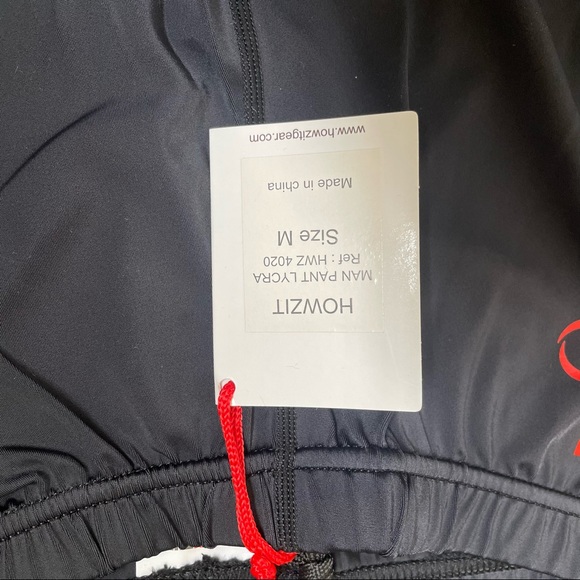 HOWZIT
MAN PANT LYCRA
Ref : HWZ 4020
Size M
Made in china
www.howzitgear.com